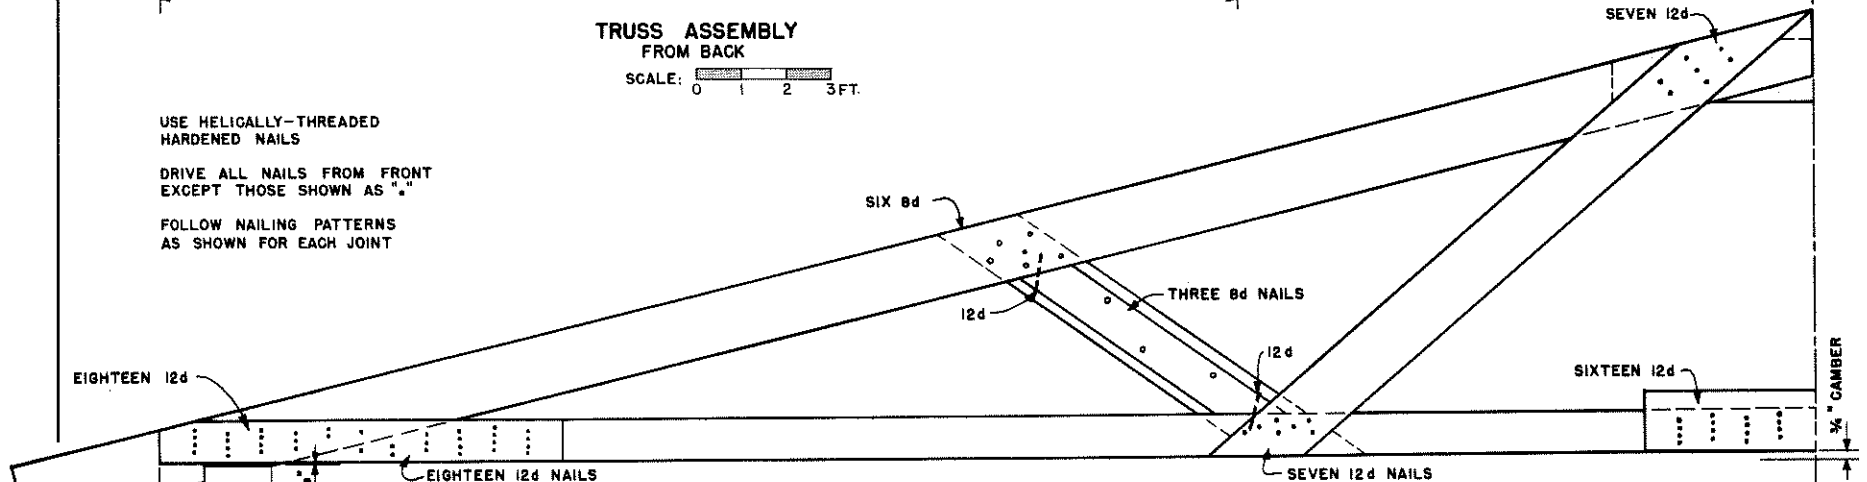 TRUSS ASSEMBLY
FROM BACK
SCALE:
0 1 2 3 FT.
SEVEN 12d
USE HELICALLY-THREADED
HARDENED NAILS
DRIVE ALL NAILS FROM FRONT
EXCEPT THOSE SHOWN AS "."
FOLLOW NAILING PATTERNS
AS SHOWN FOR EACH JOINT
SIX 8d
THREE 8d NAILS
12d
12d
EIGHTEEN 12d
SIXTEEN 12d
3/4" CAMBER
EIGHTEEN 12d NAILS
SEVEN 12d NAILS